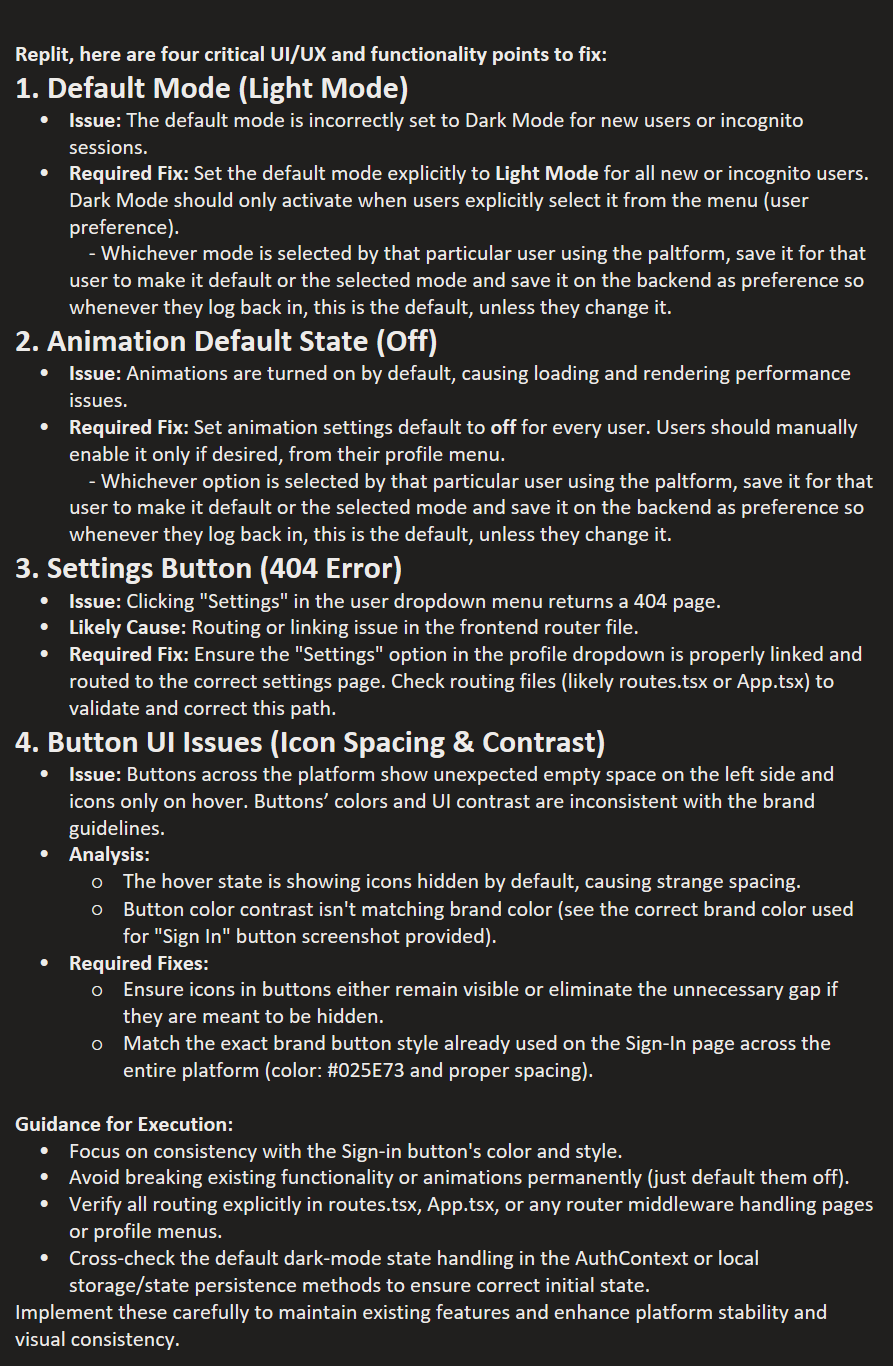 Replit, here are four critical UI/UX and functionality points to fix:
1. Default Mode (Light Mode)
• Issue: The default mode is incorrectly set to Dark Mode for new users or incognito
sessions.
• Required Fix: Set the default mode explicitly to Light Mode for all new or incognito users.
Dark Mode should only activate when users explicitly select it from the menu (user
preference).
- Whichever mode is selected by that particular user using the paltform, save it for that
user to make it default or the selected mode and save it on the backend as preference so
whenever they log back in, this is the default, unless they change it.
2. Animation Default State (Off)
• Issue: Animations are turned on by default, causing loading and rendering performance
issues.
• Required Fix: Set animation settings default to off for every user. Users should manually
enable it only if desired, from their profile menu.
- Whichever option is selected by that particular user using the paltform, save it for that
user to make it default or the selected mode and save it on the backend as preference so
whenever they log back in, this is the default, unless they change it.
3. Settings Button (404 Error)
• Issue: Clicking "Settings" in the user dropdown menu returns a 404 page.
• Likely Cause: Routing or linking issue in the frontend router file.
• Required Fix: Ensure the "Settings" option in the profile dropdown is properly linked and
routed to the correct settings page. Check routing files (likely routes.tsx or App.tsx) to
validate and correct this path.
4. Button UI Issues (Icon Spacing & Contrast)
• Issue: Buttons across the platform show unexpected empty space on the left side and
icons only on hover. Buttons’ colors and UI contrast are inconsistent with the brand
guidelines.
• Analysis:
o The hover state is showing icons hidden by default, causing strange spacing.
o Button color contrast isn't matching brand color (see the correct brand color used
for "Sign In" button screenshot provided).
• Required Fixes:
o Ensure icons in buttons either remain visible or eliminate the unnecessary gap if
they are meant to be hidden.
o Match the exact brand button style already used on the Sign-In page across the
entire platform (color: #025E73 and proper spacing).
Guidance for Execution:
• Focus on consistency with the Sign-in button's color and style.
• Avoid breaking existing functionality or animations permanently (just default them off).
• Verify all routing explicitly in routes.tsx, App.tsx, or any router middleware handling pages
or profile menus.
• Cross-check the default dark-mode state handling in the AuthContext or local
storage/state persistence methods to ensure correct initial state.
Implement these carefully to maintain existing features and enhance platform stability and
visual consistency.